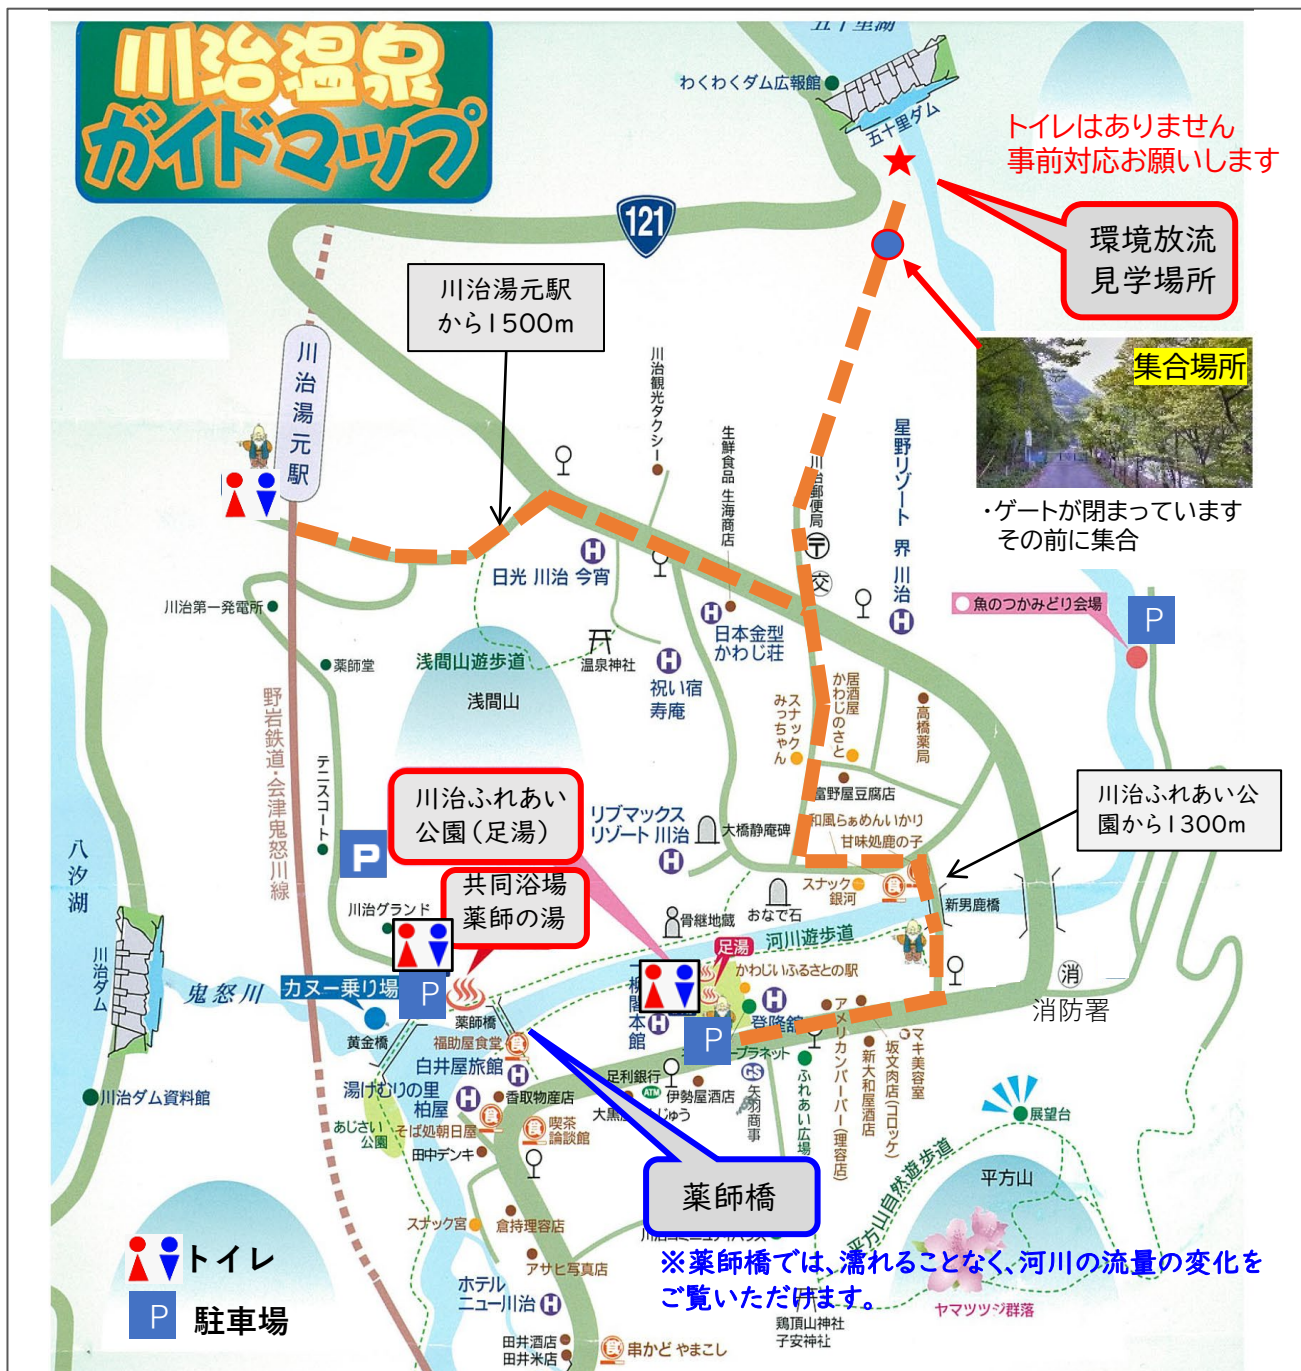 川治温泉
ガイドマップ
五十里湖
わくわくダム広報館
五十里ダム
トイレはありません
事前対応お願いします
環境放流
見学場所
121
川治湯元駅
から1500m
川治湯元駅
集合場所
・ゲートが閉まっています
その前に集合
川治観光タクシー
生鮮食品 生海商店
川治郵便局
〒
交
星野リゾート 界 川治
H
日光 川治 今宵
H
川治第一発電所
薬師堂
浅間山遊歩道
浅間山
温泉神社
H
祝い宿
寿庵
H
日本金型
かわじ荘
魚のつかみどり会場
P
居酒屋
かわじのさと
スナック
みっちゃん
高橋薬局
富野屋豆腐店
和風らぁめんいかり
甘味処鹿の子
スナック
銀河
食
川治ふれあい公
園から1300m
野岩鉄道・会津鬼怒川線
テニスコート
P
川治ふれあい
公園(足湯)
リブマックス
リゾート 川治
H
大橋静庵碑
共同浴場
薬師の湯
川治グランド
おなで石
骨継地蔵
新男鹿橋
河川遊歩道
足湯
かわじいふるさとの駅
八汐湖
川治ダム
鬼怒川
カヌー乗り場
P
黄金橋
薬師橋
福助屋食堂
食
白井屋旅館
H
本館
H
P
H
登隆館
プラネット
消
消防署
足利銀行
ATM
伊勢屋酒店
GS
矢羽商事
ふれあい広場
アメリカンバーバー(理容店)
新大和屋酒店
坂文肉店(コロッケ)
マキ美容室
川治ダム資料館
湯けむりの里
柏屋
H
香取物産店
あじさい
公園
そば処朝日屋
食
食
喫茶
論談館
田中デンキ
展望台
平方山自然遊歩道
平方山
薬師橋
スナック宮
倉持理容店
アサヒ写真店
※薬師橋では、濡れることなく、河川の流量の変化を
ご覧いただけます。
ヤマツツジ群落
鶏頂山神社
子安神社
トイレ
P
駐車場
ホテル
ニュー川治
H
田井酒店
田井米店
食
串かど やまこし